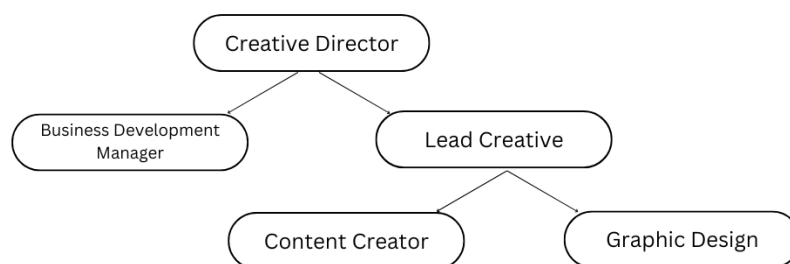 Creative Director
Business Development
Manager
Lead Creative
Content Creator
Graphic Design